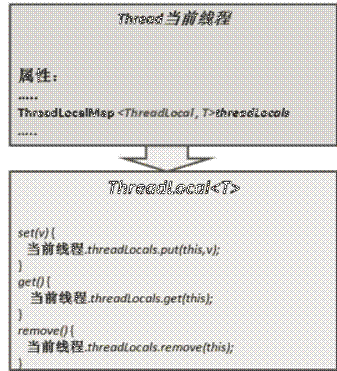 Thread当前线程
属性：
.....
ThreadLocalMap <ThreadLocal, T>threadLocals
.....
ThreadLocal<T>
set(v) {
当前线程.threadLocals.put(this,v);
}
get() {
当前线程.threadLocals.get(this);
}
remove() {
当前线程.threadLocals.remove(this);
}